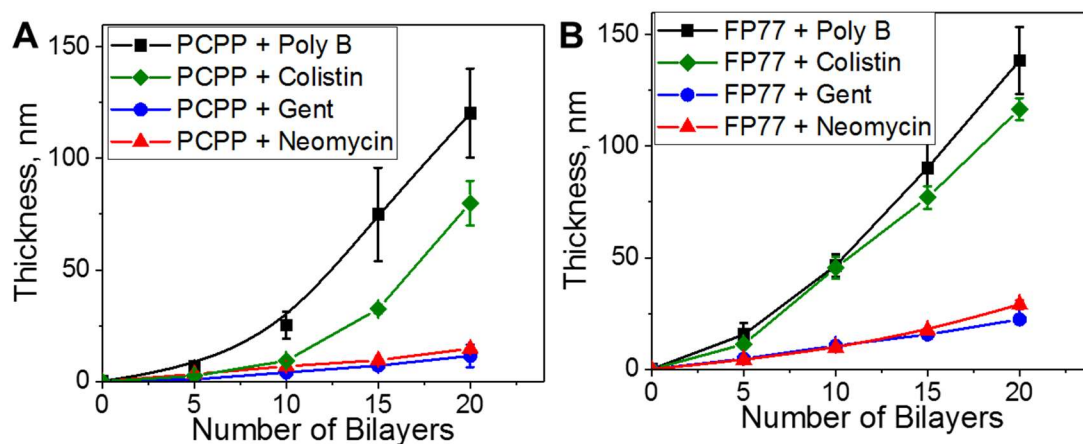 A
PCPP + Poly B
PCPP + Colistin
PCPP + Gent
PCPP + Neomycin
Thickness, nm
150
100
50
0
0 5 10 15 20
Number of Bilayers
B
FP77 + Poly B
FP77 + Colistin
FP77 + Gent
FP77 + Neomycin
Thickness, nm
150
100
50
0
0 5 10 15 20
Number of Bilayers